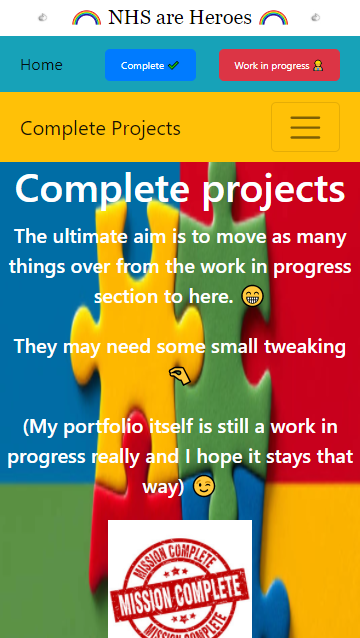 🌈 NHS are Heroes 🌈
Home
Complete ✔
Work in progress 👷
Complete Projects
Complete projects
The ultimate aim is to move as many
things over from the work in progress
section to here. 😁
They may need some small tweaking
🤏
(My portfolio itself is still a work in
progress really and I hope it stays that
way) 😉
MISSION COMPLETE
MISSION COMPLETE
MISSION COMPLETE